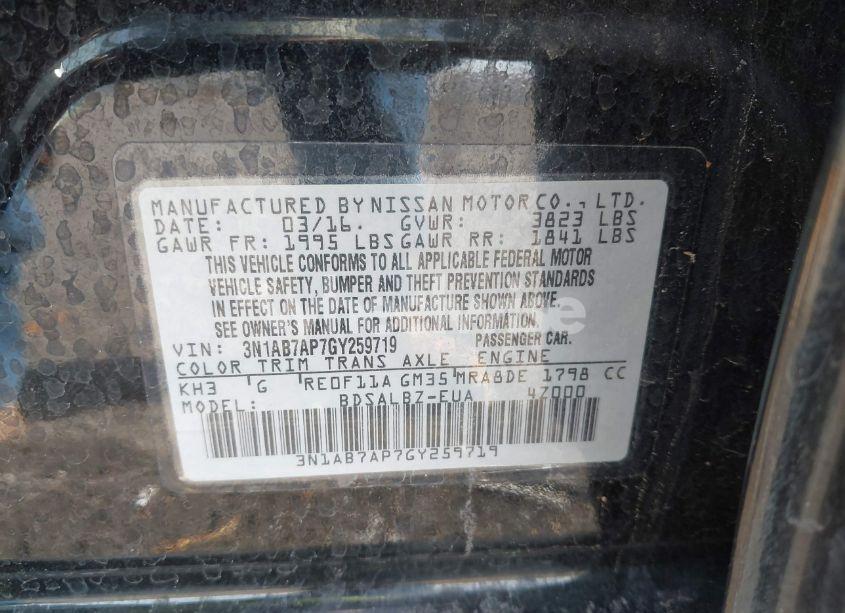 MANUFACTURED BY NISSAN MOTOR CO., LTD.
DATE: 03/16. GVWR: 3823 LBS
GAWR FR: 1995 LBS GAWR RR: 1841 LBS
THIS VEHICLE CONFORMS TO ALL APPLICABLE FEDERAL MOTOR
VEHICLE SAFETY, BUMPER AND THEFT PREVENTION STANDARDS
IN EFFECT ON THE DATE OF MANUFACTURE SHOWN ABOVE.
SEE OWNER'S MANUAL FOR ADDITIONAL INFORMATION.
VIN: 3N1AB7AP7GY259719 PASSENGER CAR.
COLOR TRIM TRANS AXLE ENGINE
KH3 G RE0F11A GM35 MRA8DE 1798 CC
MODEL: BDSALBZ-EUA 4Z000
3N1AB7AP7GY259719